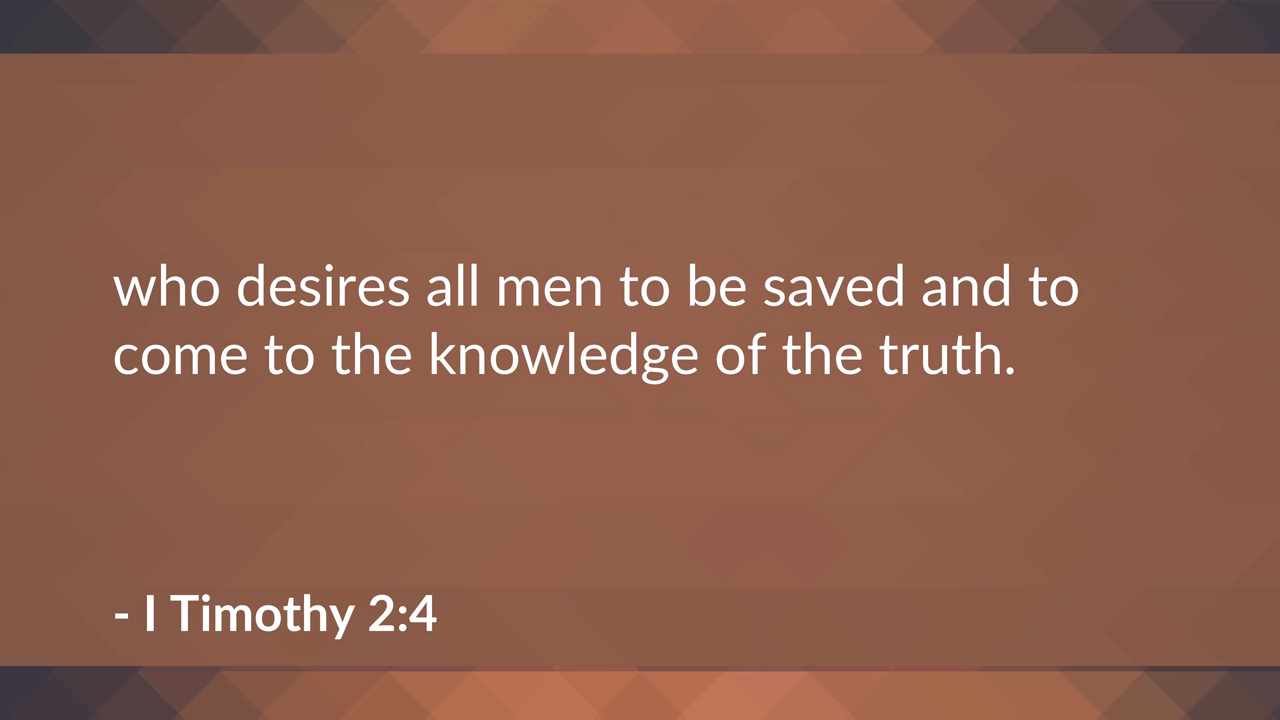 who desires all men to be saved and to
come to the knowledge of the truth.
- I Timothy 2:4